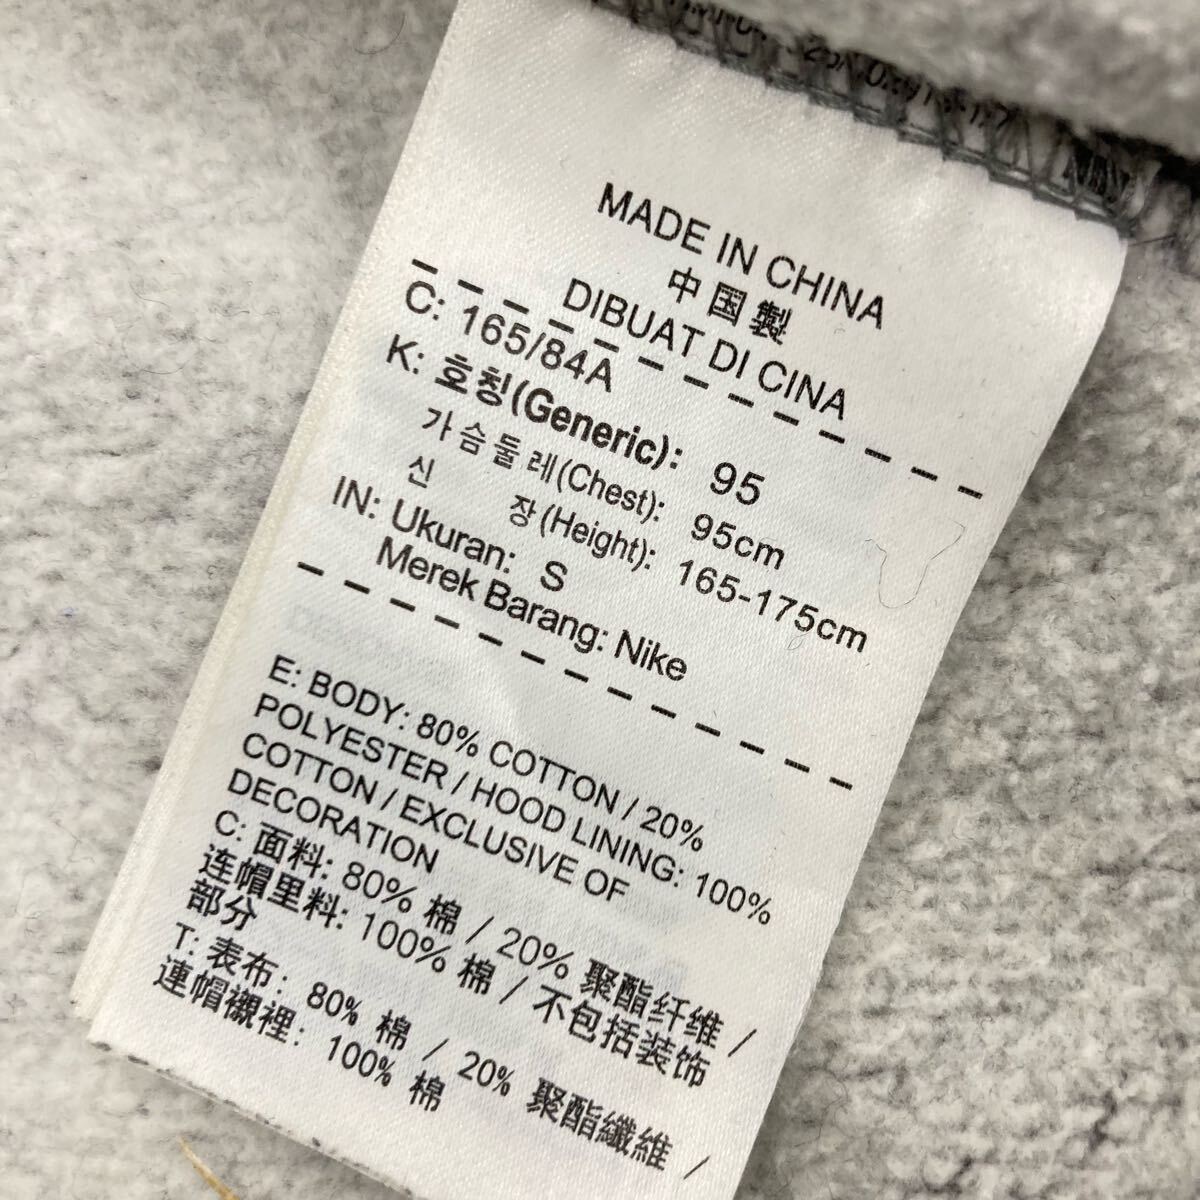 MADE IN CHINA
中国製
DIBUAT DI CINA
C: 165/84A
K: 호칭(Generic): 95
가슴둘레(Chest): 95cm
신 장(Height): 165-175cm
IN: Ukuran: S
Merek Barang: Nike
E: BODY: 80% COTTON / 20%
POLYESTER / HOOD LINING: 100%
COTTON / EXCLUSIVE OF
DECORATION
C: 面料: 80% 棉 / 20% 聚酯纤维 /
连帽里料: 100% 棉 / 不包括装饰
部分
T: 表布: 80% 棉 / 20% 聚酯纖維 /
連帽襯裡: 100% 棉